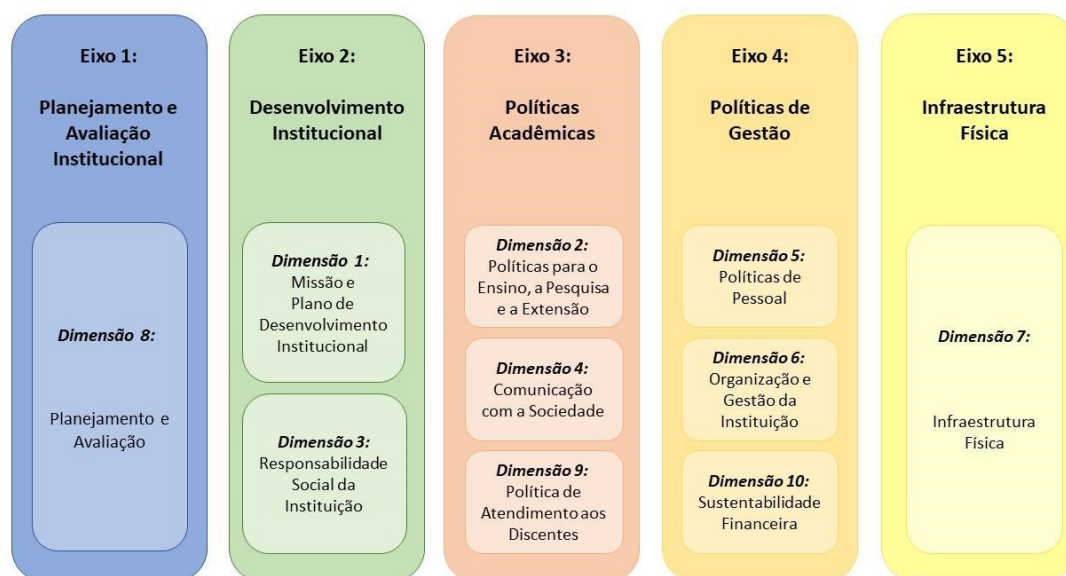 Eixo 1:
Planejamento e
Avaliação
Institucional
Dimensão 8:
Planejamento e
Avaliação
Eixo 2:
Desenvolvimento
Institucional
Dimensão 1:
Missão e
Plano de
Desenvolvimento
Institucional
Dimensão 3:
Responsabilidade
Social da
Instituição
Eixo 3:
Políticas
Acadêmicas
Dimensão 2:
Políticas para o
Ensino, a Pesquisa
e a Extensão
Dimensão 4:
Comunicação
com a Sociedade
Dimensão 9:
Política de
Atendimento aos
Discentes
Eixo 4:
Políticas de
Gestão
Dimensão 5:
Políticas de
Pessoal
Dimensão 6:
Organização e
Gestão da
Instituição
Dimensão 10:
Sustentabilidade
Financeira
Eixo 5:
Infraestrutura
Física
Dimensão 7:
Infraestrutura
Física